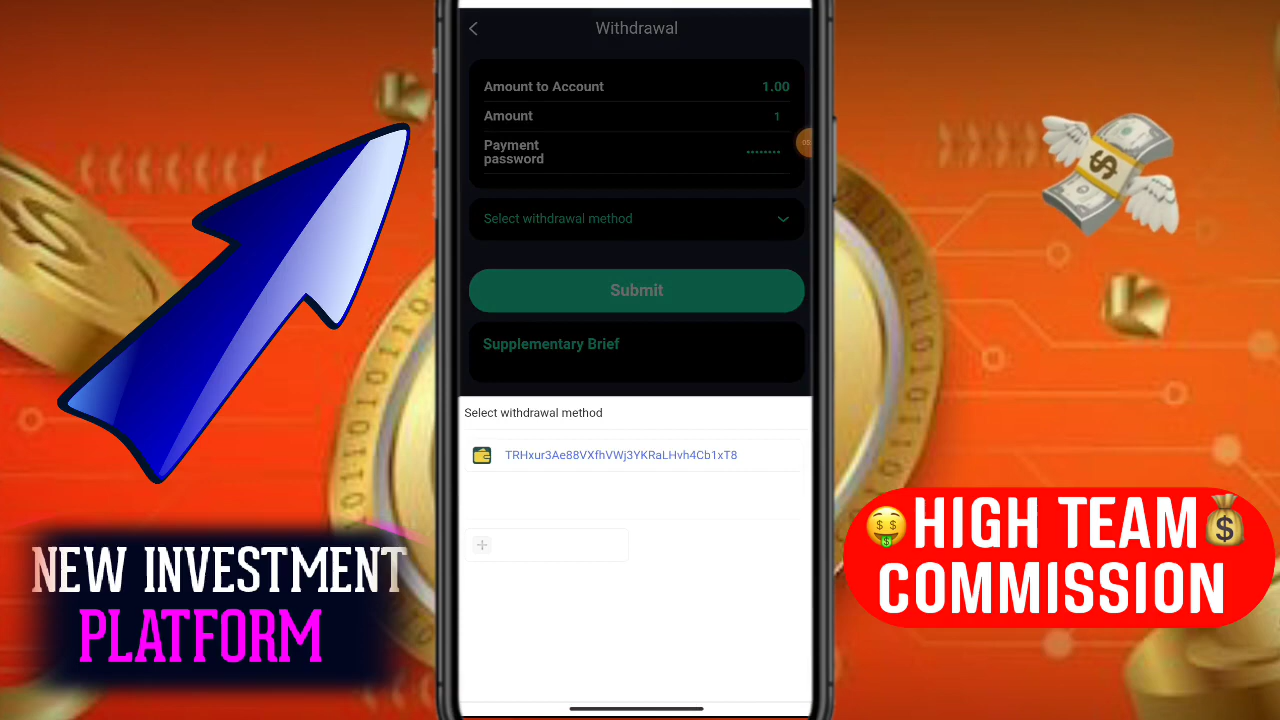 Withdrawal
Amount to Account 1.00
Amount 1
Payment
password ••••••••
05
Select withdrawal method
Submit
Supplementary Brief
Select withdrawal method
TRHxur3Ae88VXfhVWj3YKRaLHvh4Cb1xT8
NEW INVESTMENT
PLATFORM
HIGH TEAM
COMMISSION